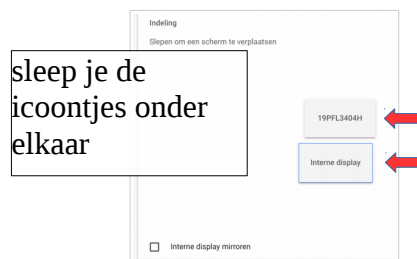 Indeling
Slepen om een scherm te verplaatsen
sleep je de
icoontjes onder
elkaar
19PFL3404H
Interne display
Interne display mirroren